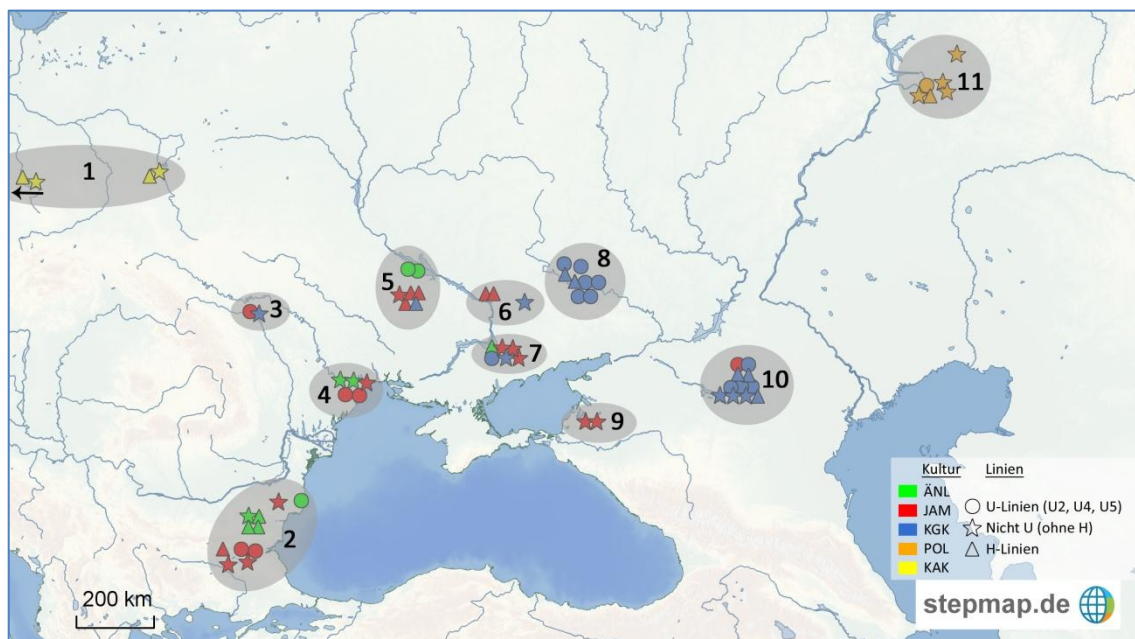 1
11
8
5
3
6
7
4
10
9
2
Kultur Linien
ÄNL
JAM U-Linien (U2, U4, U5)
KGK Nicht U (ohne H)
POL H-Linien
KAK
200 km
stepmap.de